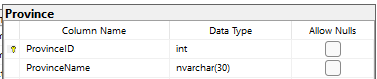 Province
Column Name Data Type Allow Nulls
ProvinceID int
ProvinceName nvarchar(30)